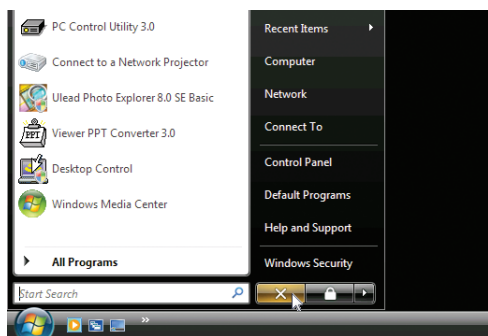 PC Control Utility 3.0
Connect to a Network Projector
Ulead Photo Explorer 8.0 SE Basic
PPT
Viewer PPT Converter 3.0
Desktop Control
Windows Media Center
All Programs
Start Search
Recent Items
Computer
Network
Connect To
Control Panel
Default Programs
Help and Support
Windows Security